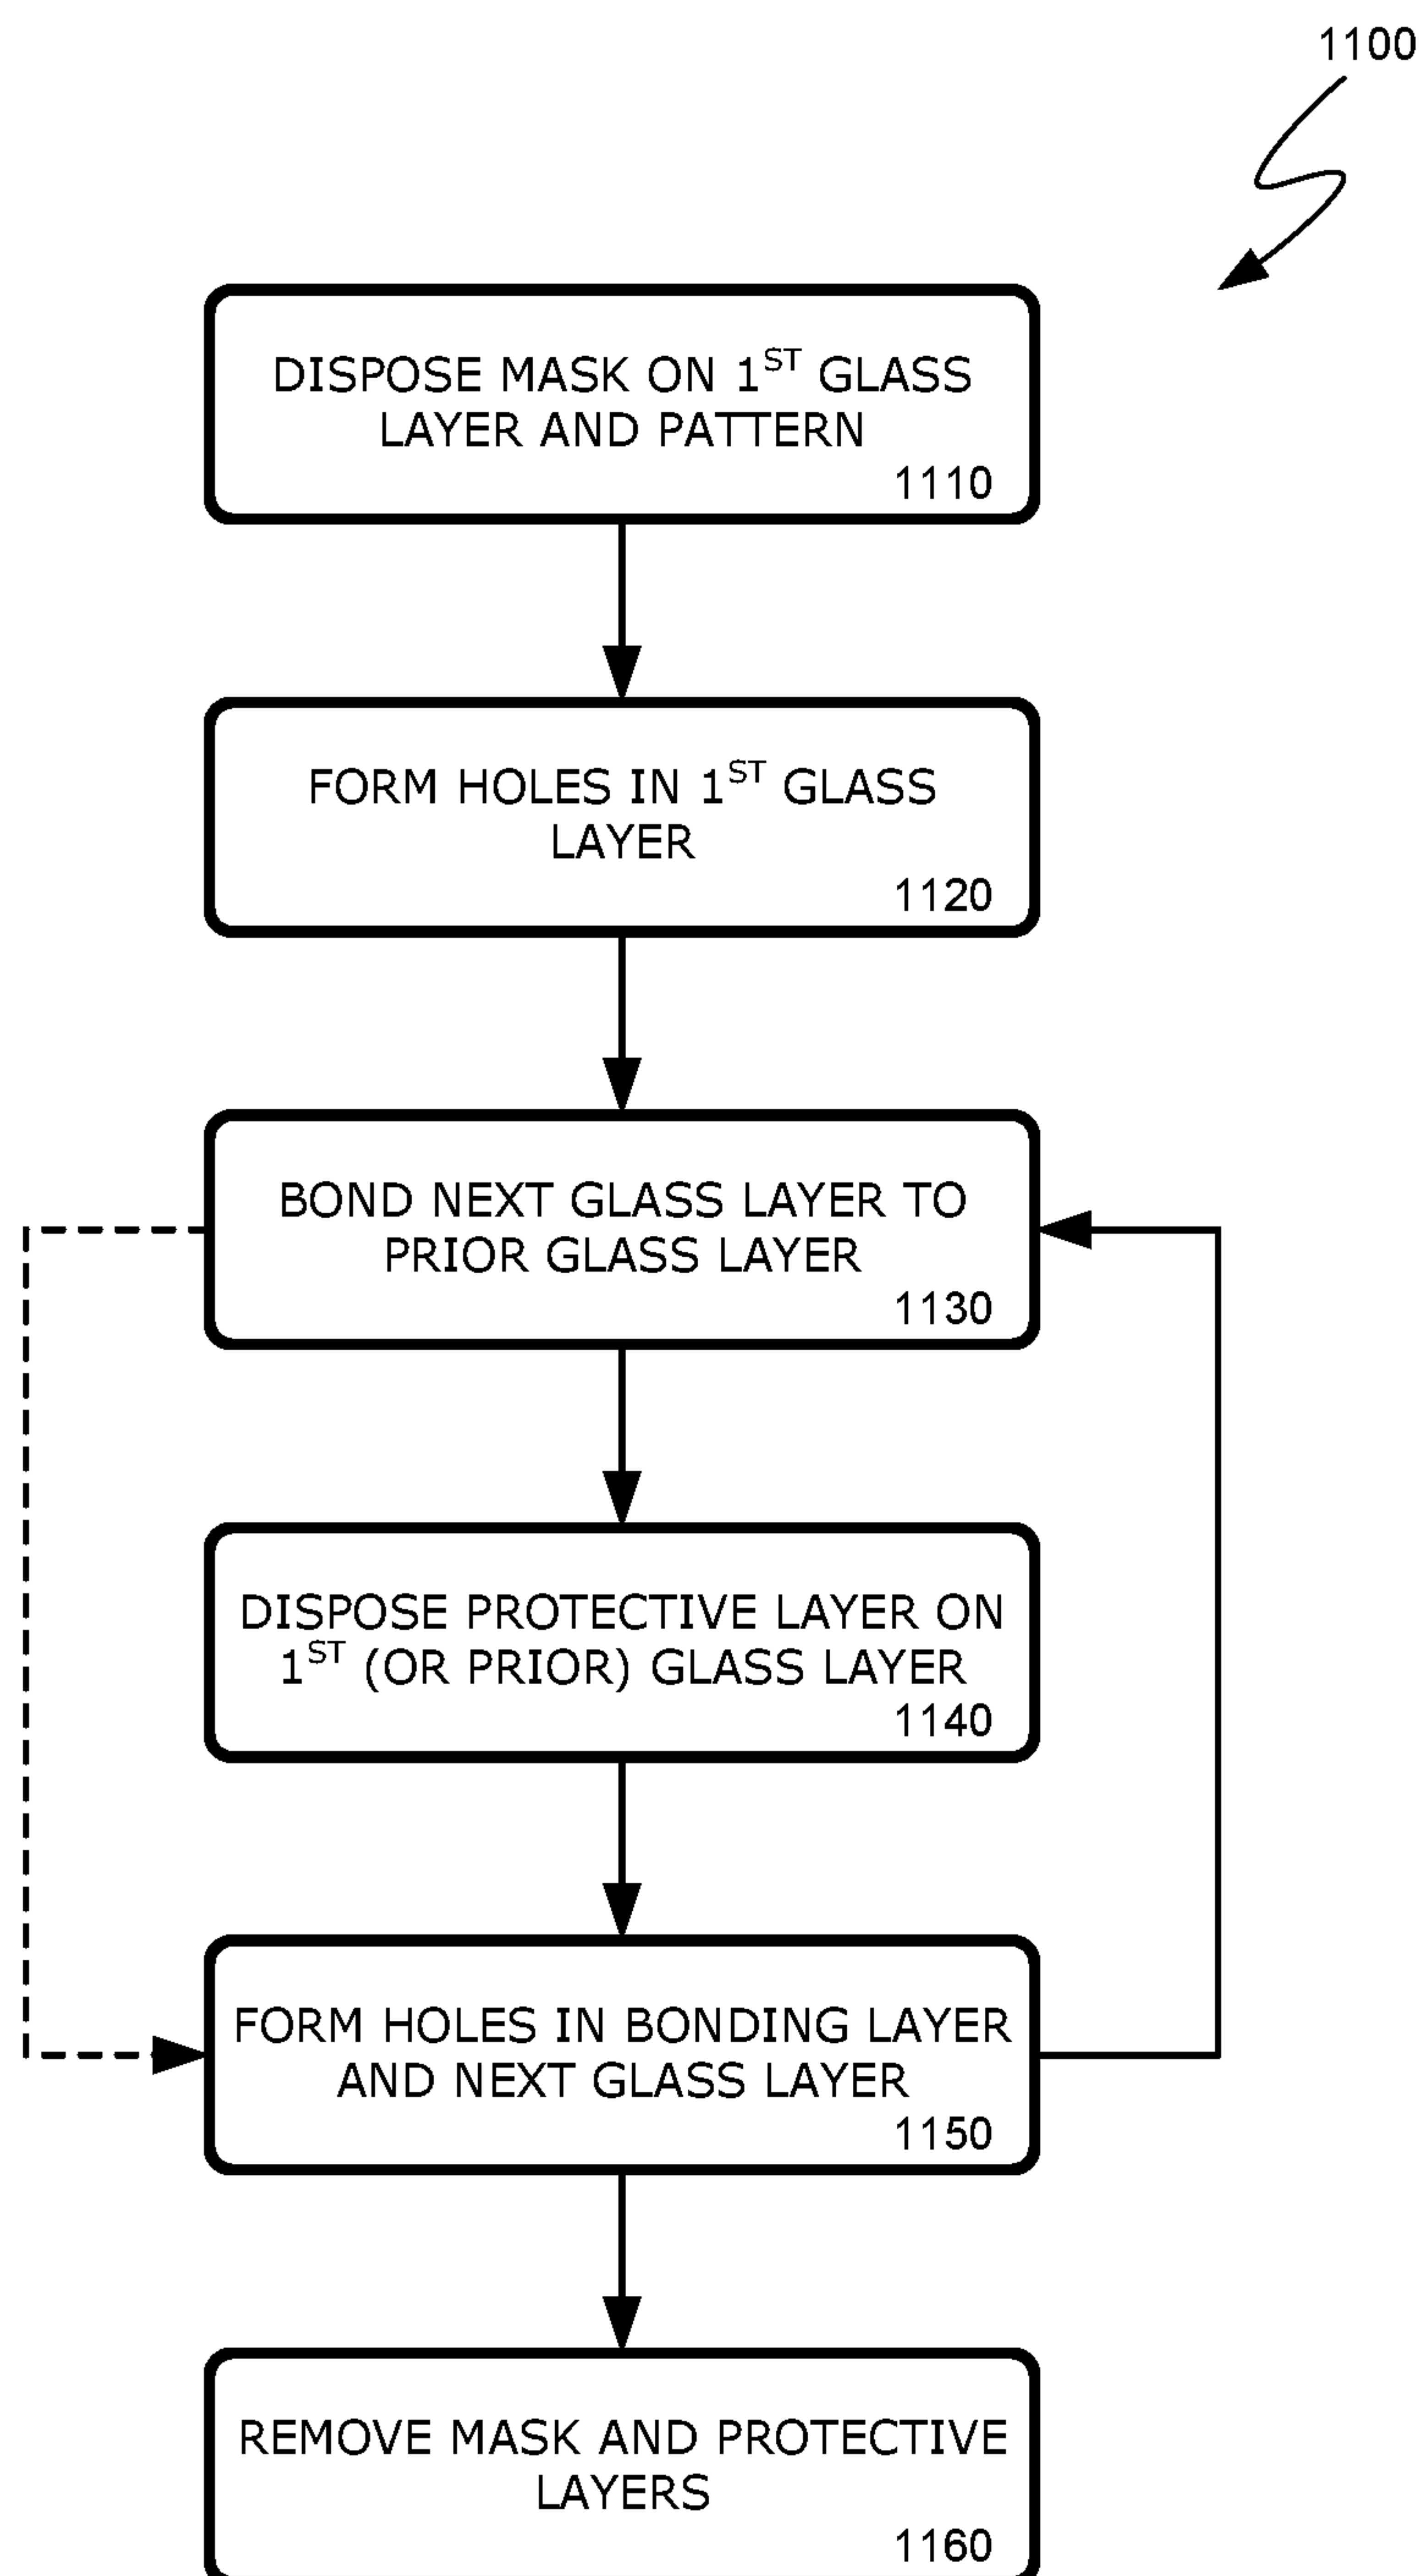 1100
DISPOSE MASK ON 1ST GLASS
LAYER AND PATTERN
1110
FORM HOLES IN 1ST GLASS
LAYER
1120
BOND NEXT GLASS LAYER TO
PRIOR GLASS LAYER
1130
DISPOSE PROTECTIVE LAYER ON
1ST (OR PRIOR) GLASS LAYER
1140
FORM HOLES IN BONDING LAYER
AND NEXT GLASS LAYER
1150
REMOVE MASK AND PROTECTIVE
LAYERS
1160